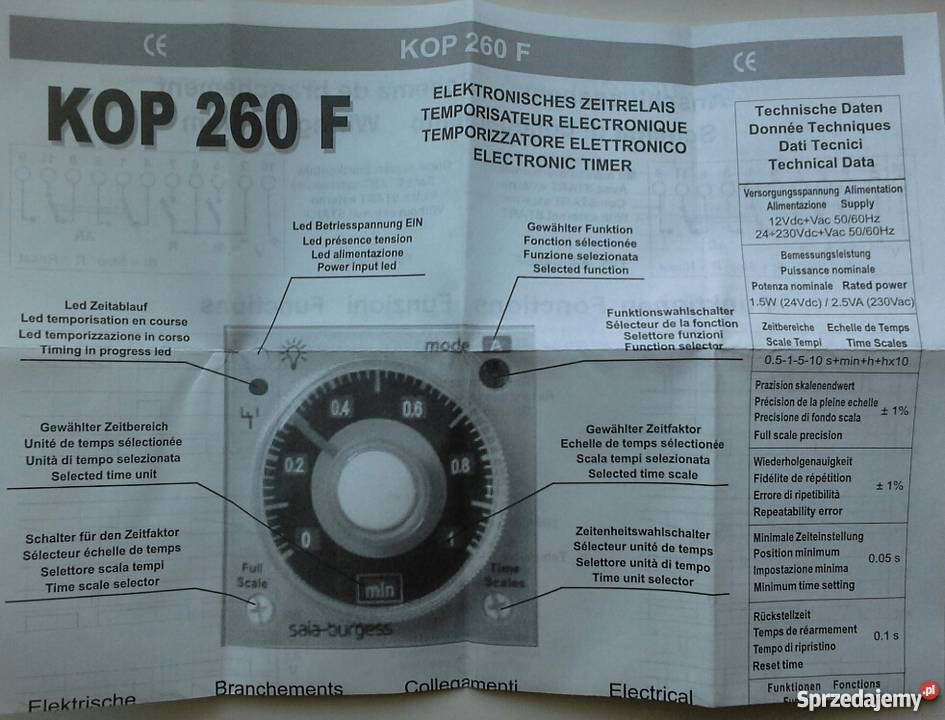 CE
KOP 260 F
CE
KOP 260 F
ELEKTRONISCHES ZEITRELAIS
TEMPORISATEUR ELECTRONIQUE
TEMPORIZZATORE ELETTRONICO
ELECTRONIC TIMER
Led Betriesspannung EIN
Led présence tension
Led alimentazione
Power input led
Gewählter Funktion
Fonction sélectionée
Funzione selezionata
Selected function
Led Zeitablauf
Led temporisation en course
Led temporizzazione in corso
Timing in progress led
Funktionswahlschalter
Sélecteur de la fonction
Selettore funzioni
Function selector
mode
A
0
0.2
0.4
0.6
0.8
1
Gewählter Zeitbereich
Unité de temps sélectionée
Unità di tempo selezionata
Selected time unit
Gewählter Zeitfaktor
Echelle de temps sélectionée
Scala tempi selezionata
Selected time scale
Schalter für den Zeitfaktor
Sélecteur échelle de temps
Selettore scala tempi
Time scale selector
Zeitenheitswahlschalter
Sélecteur unité de temps
Selettore unità di tempo
Time unit selector
Full
Scale
min
Time
Scales
saia-burgess
Technische Daten
Donnée Techniques
Dati Tecnici
Technical Data
Versorgungsspannung Alimentation
Alimentazione Supply
12Vdc+Vac 50/60Hz
24÷230Vdc+Vac 50/60Hz
Bemessungsleistung
Puissance nominale
Potenza nominale Rated power
1.5W (24Vdc) / 2.5VA (230Vac)
Zeitbereiche Echelle de Temps
Scale Tempi Time Scales
0.5-1-5-10 s+min+h+hx10
Prazision skalenendwert
Précision de la pleine echelle
Precisione di fondo scala
Full scale precision
± 1%
Wiederholgenauigkeit
Fidélite de répétition
Errore di ripetibilità
Repeatability error
± 1%
Minimale Zeiteinstellung
Position minimum
Impostazione minima
Minimum time setting
0.05 s
Rückstellzeit
Temps de réarmement
Tempo di ripristino
Reset time
0.1 s
Funktionen Fonctions
Elektrische
Branchements
Collegamenti
Electrical
Sprzedajemy.pl